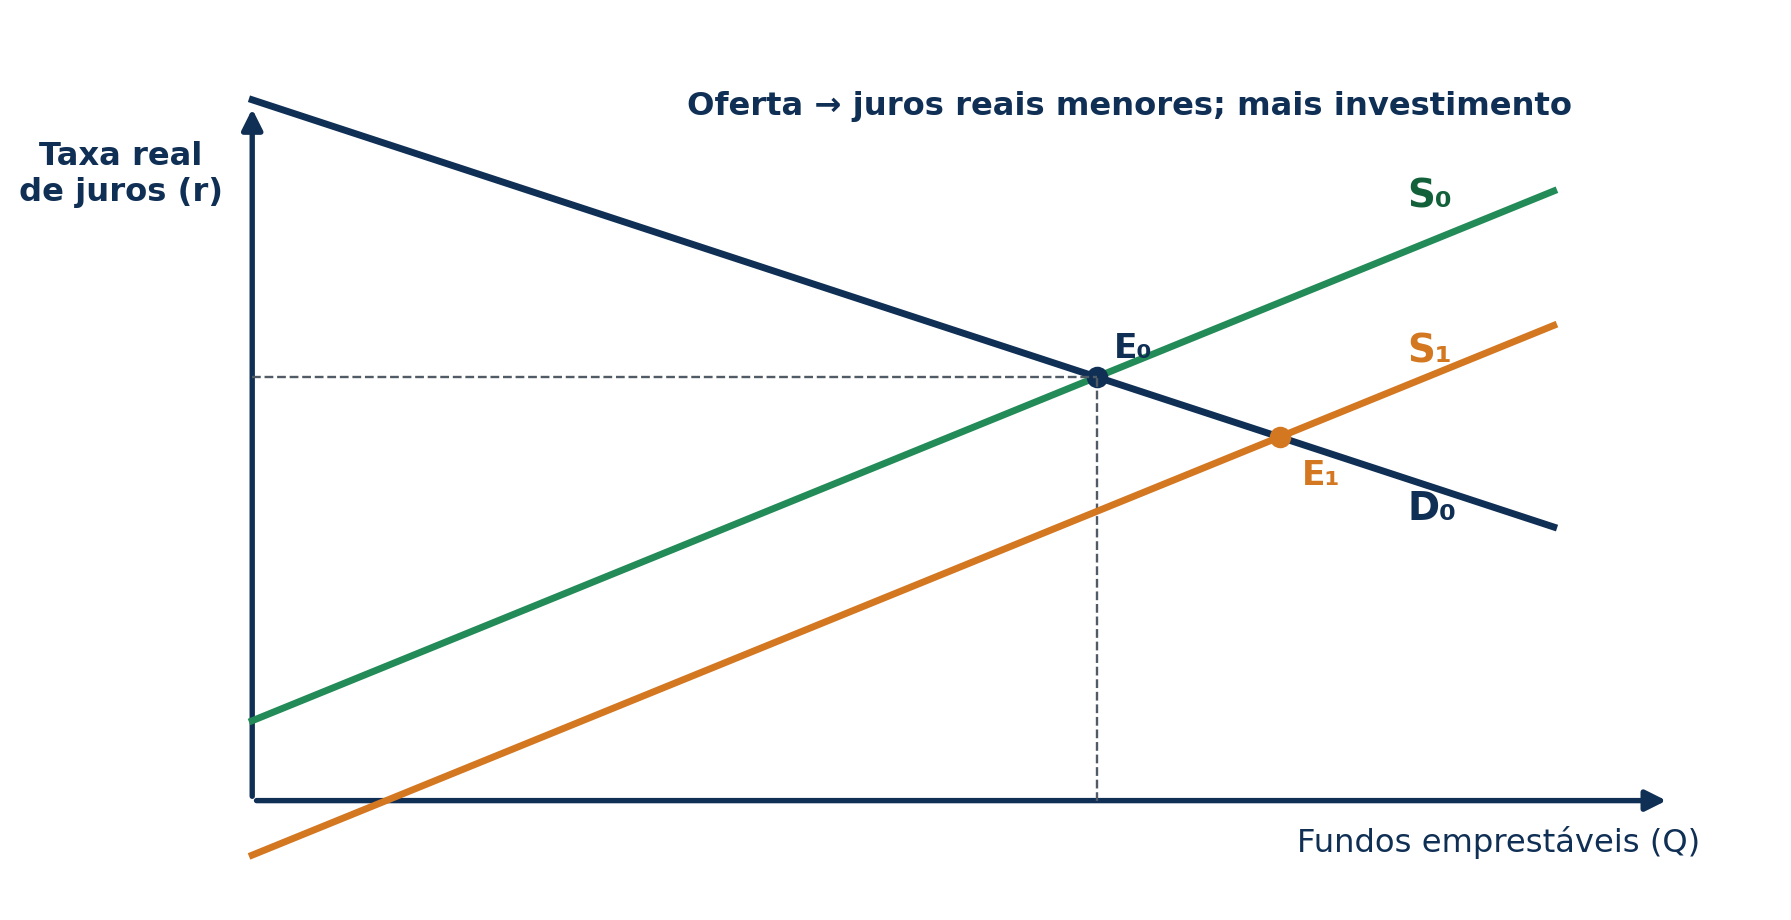 Oferta → juros reais menores; mais investimento
Taxa real
de juros (r)
S₀
E₀
S₁
E₁
D₀
Fundos emprestáveis (Q)